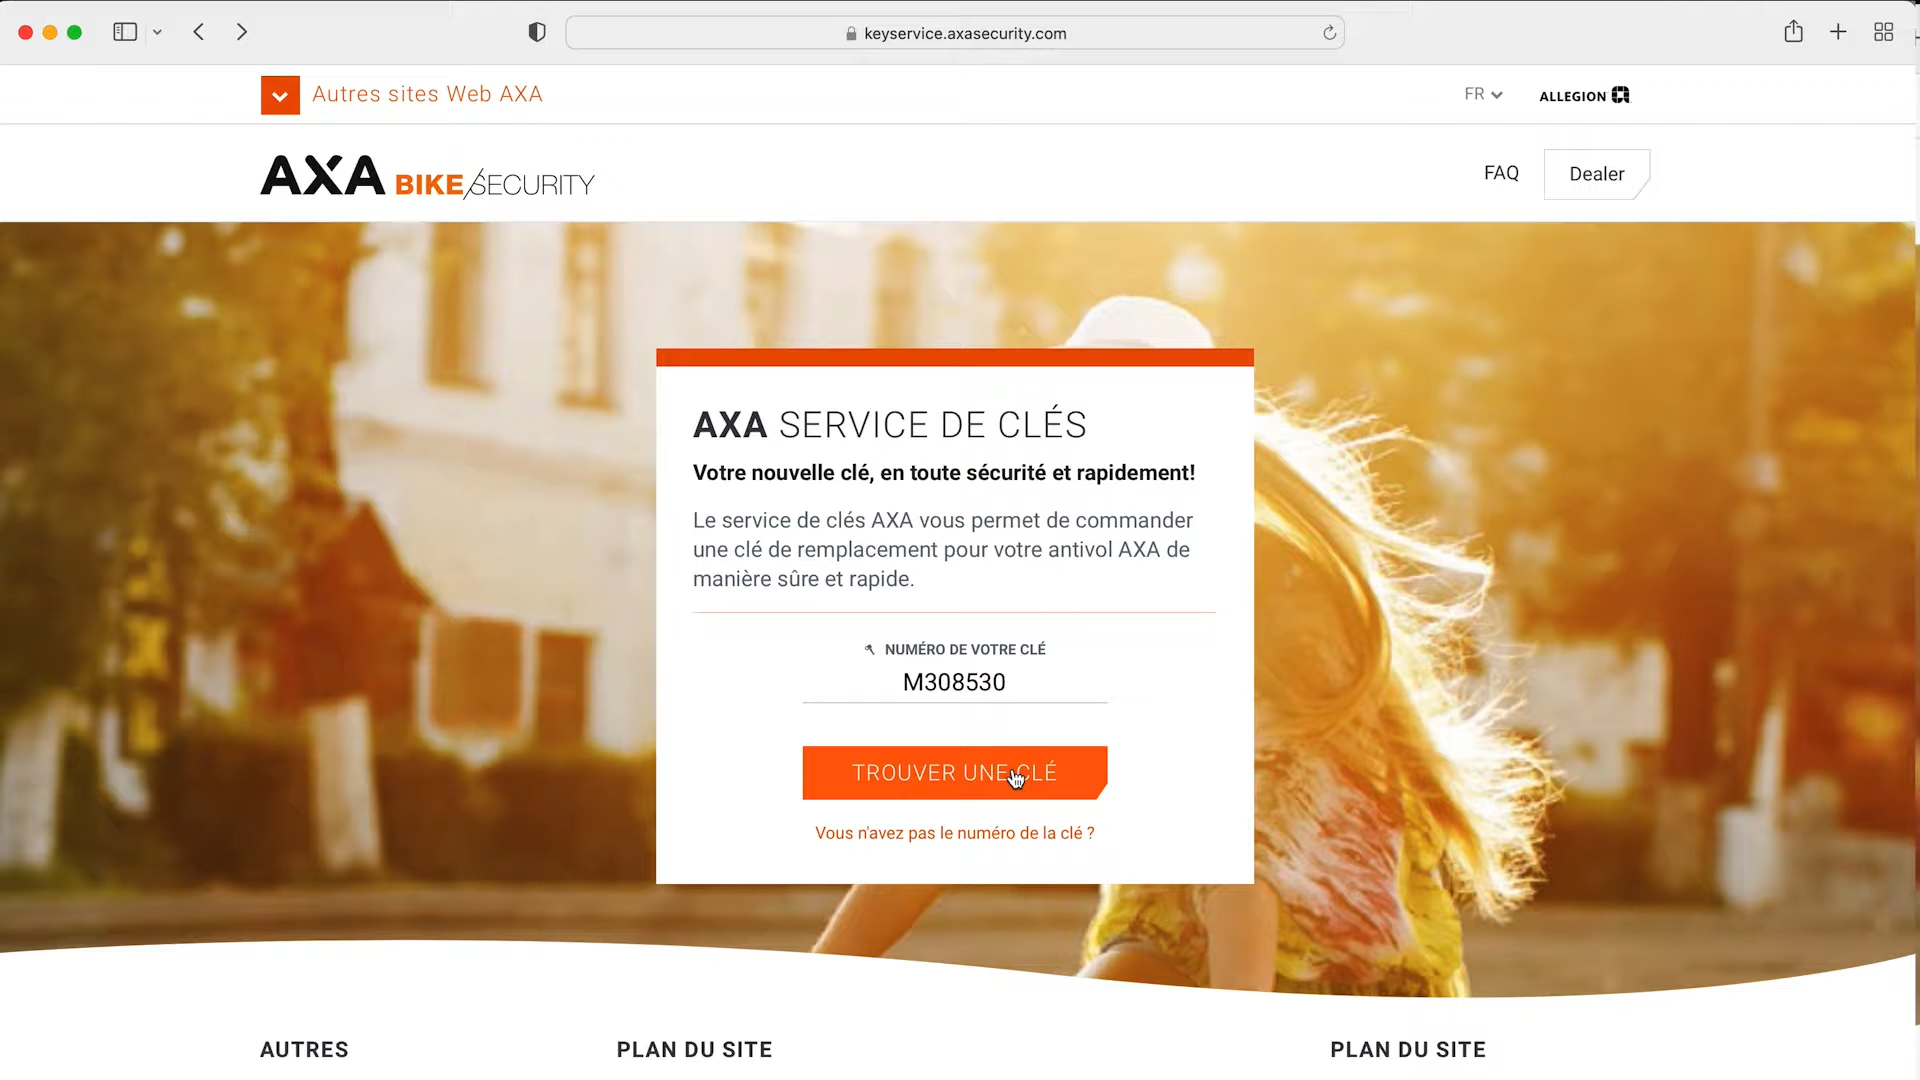 keyservice.axasecurity.com
Autres sites Web AXA
FR
ALLEGION
AXA BIKE/SECURITY
FAQ
Dealer
AXA SERVICE DE CLÉS
Votre nouvelle clé, en toute sécurité et rapidement!
Le service de clés AXA vous permet de commander
une clé de remplacement pour votre antivol AXA de
manière sûre et rapide.
NUMÉRO DE VOTRE CLÉ
M308530
TROUVER UNE CLÉ
Vous n'avez pas le numéro de la clé ?
AUTRES
PLAN DU SITE
PLAN DU SITE